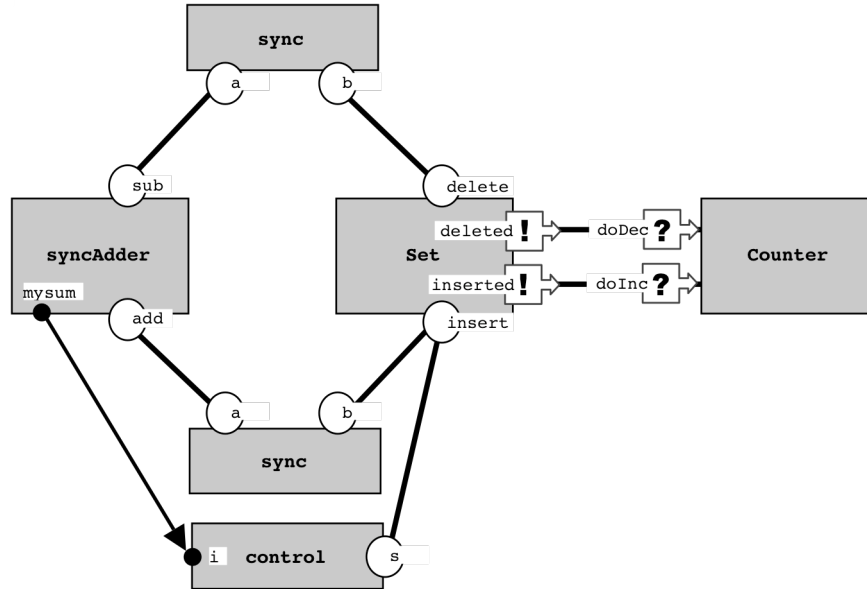 sync
a
b
sub
delete
syncAdder
mysum
add
Set
deleted !
inserted !
insert
doDec ?
doInc ?
Counter
a
b
sync
i
control
s